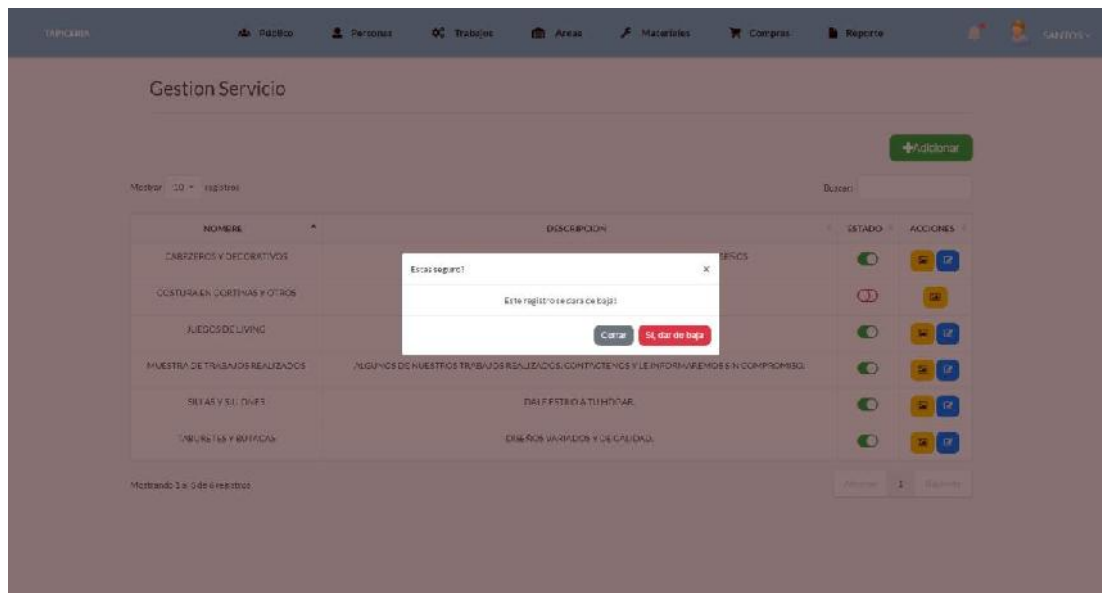 TAPICERIA
Público Personas Trabajos Areas Materiales Compras Reporte SANTOS
Gestion Servicio
+Adicionar
Mostrar 10 registros Buscar:
NOMBRE DESCRIPCION ESTADO ACCIONES
CABEZEROS Y DECORATIVOS
COSTURA EN CORTINAS Y OTROS
JUEGOS DE LIVING
MUESTRA DE TRABAJOS REALIZADOS ALGUNOS DE NUESTROS TRABAJOS REALIZADOS. CONTACTENOS Y LE INFORMAREMOS SIN COMPROMISO.
SILLAS Y SILLONES DALE ESTILO A TU HOGAR.
TABURETES Y BUTACAS DISEÑOS VARIADOS Y DE CALIDAD.
Estas seguro? ×
Este registro se dara de baja!
Cerrar Si, dar de baja
Mostrando 1 al 6 de 6 registros Anterior 1 Siguiente